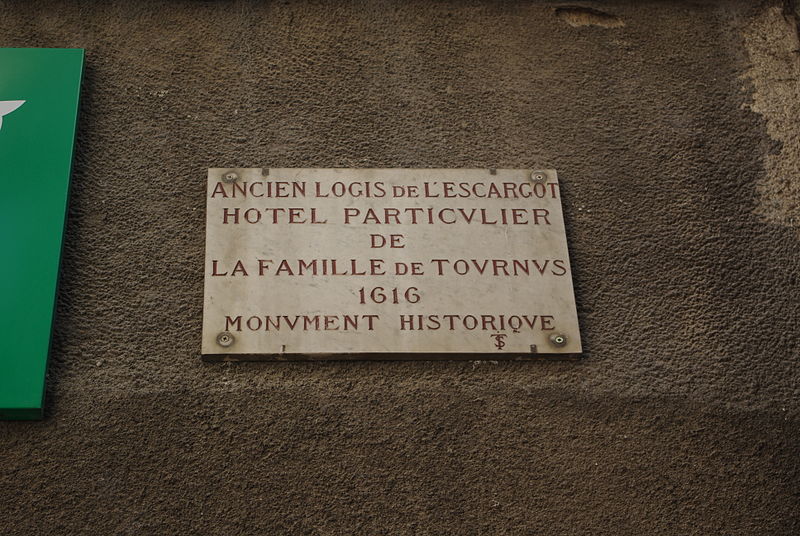 ANCIEN LOGIS DE L'ESCARGOT
HOTEL PARTICVLIER
DE
LA FAMILLE DE TOVRNVS
1616
MONVMENT HISTORIQVE